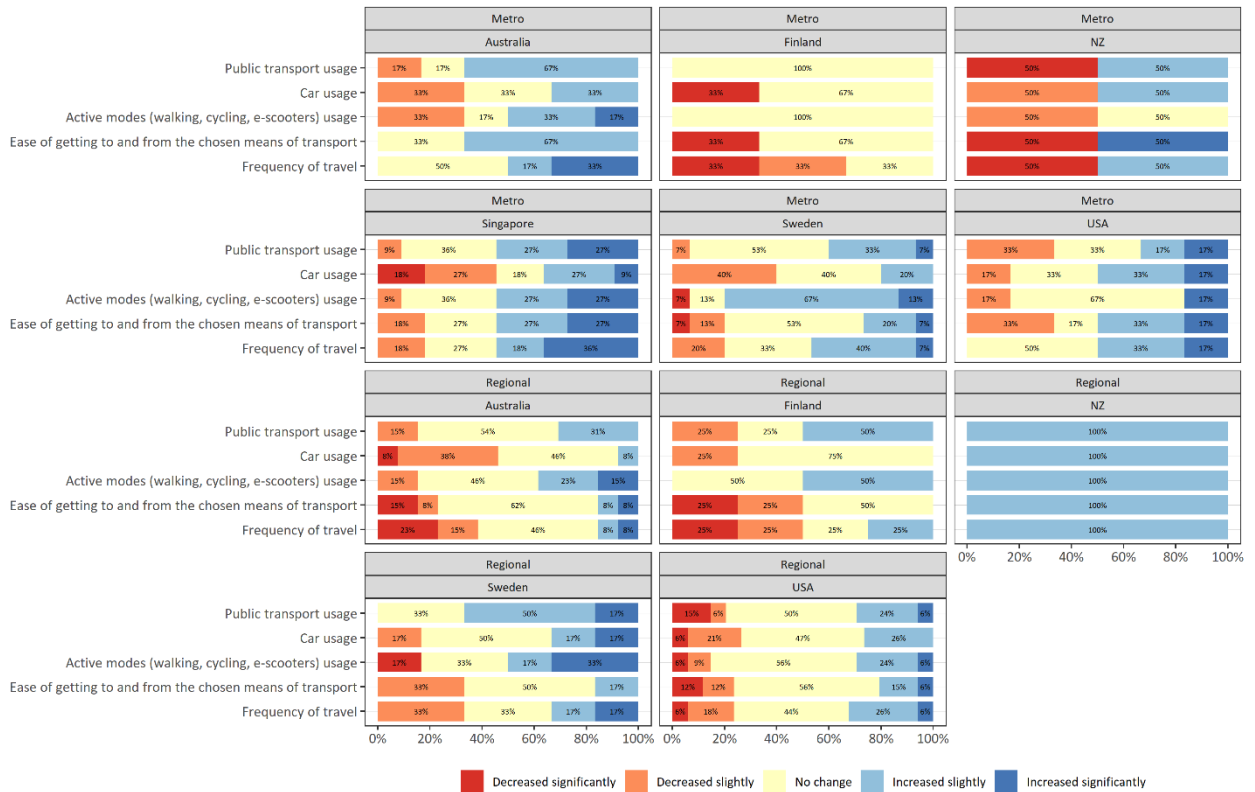 Metro Metro Metro
Australia Finland NZ
Public transport usage 17% 17% 67% 100% 50% 50%
Car usage 33% 33% 33% 33% 67% 50% 50%
Active modes (walking, cycling, e-scooters) usage 33% 17% 33% 17% 100% 50% 50%
Ease of getting to and from the chosen means of transport 33% 67% 33% 67% 50% 50%
Frequency of travel 50% 17% 33% 33% 33% 33% 50% 50%
Metro Metro Metro
Singapore Sweden USA
Public transport usage 9% 36% 27% 27% 7% 53% 33% 7% 33% 33% 17% 17%
Car usage 18% 27% 18% 27% 9% 40% 40% 20% 17% 33% 33% 17%
Active modes (walking, cycling, e-scooters) usage 9% 36% 27% 27% 7% 13% 67% 13% 17% 67% 17%
Ease of getting to and from the chosen means of transport 18% 27% 27% 27% 7% 13% 53% 20% 7% 33% 17% 33% 17%
Frequency of travel 18% 27% 18% 36% 20% 33% 40% 7% 50% 33% 17%
Regional Regional Regional
Australia Finland NZ
Public transport usage 15% 54% 31% 25% 25% 50% 100%
Car usage 8% 38% 46% 8% 25% 75% 100%
Active modes (walking, cycling, e-scooters) usage 15% 46% 23% 15% 50% 50% 100%
Ease of getting to and from the chosen means of transport 15% 8% 62% 8% 8% 25% 25% 50% 100%
Frequency of travel 23% 15% 46% 8% 8% 25% 25% 25% 25% 100%
0% 20% 40% 60% 80% 100%
Regional Regional
Sweden USA
Public transport usage 33% 50% 17% 15% 6% 50% 24% 6%
Car usage 17% 50% 17% 17% 6% 21% 47% 26%
Active modes (walking, cycling, e-scooters) usage 17% 33% 17% 33% 6% 9% 56% 24% 6%
Ease of getting to and from the chosen means of transport 33% 50% 17% 12% 12% 56% 15% 6%
Frequency of travel 33% 33% 17% 17% 6% 18% 44% 26% 6%
0% 20% 40% 60% 80% 100% 0% 20% 40% 60% 80% 100%
Decreased significantly Decreased slightly No change Increased slightly Increased significantly